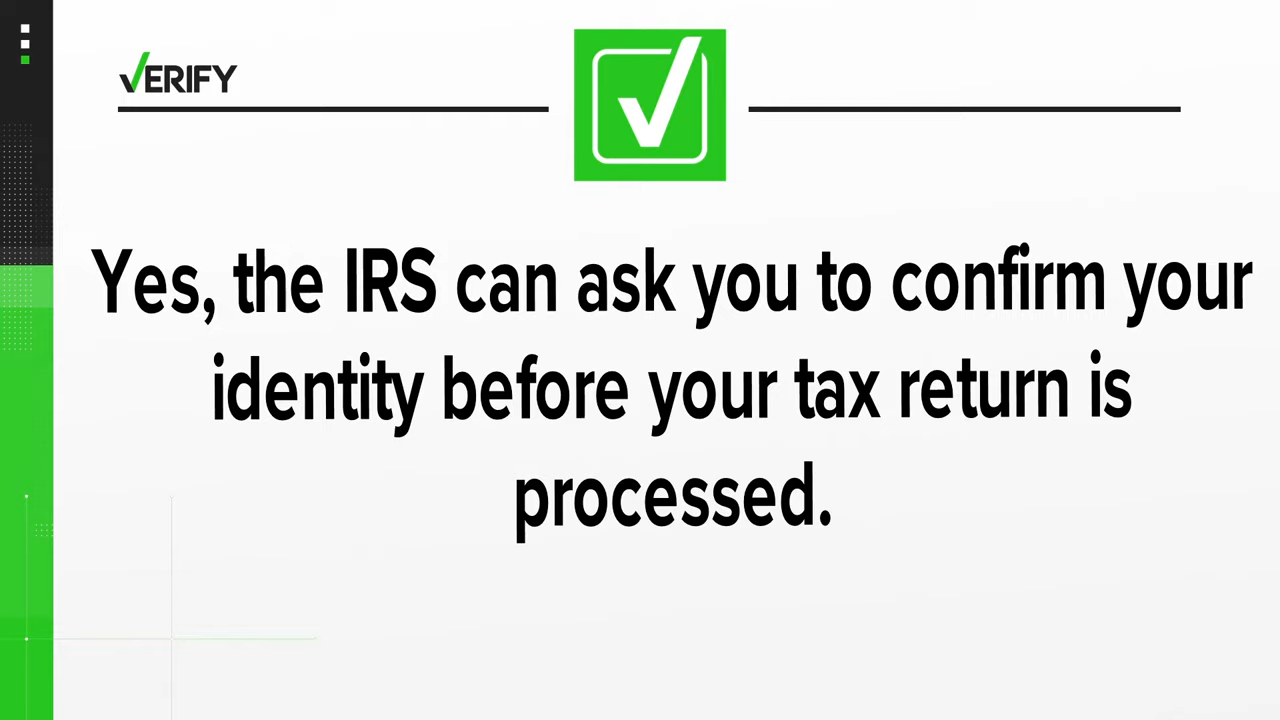 VERIFY
Yes, the IRS can ask you to confirm your
identity before your tax return is
processed.